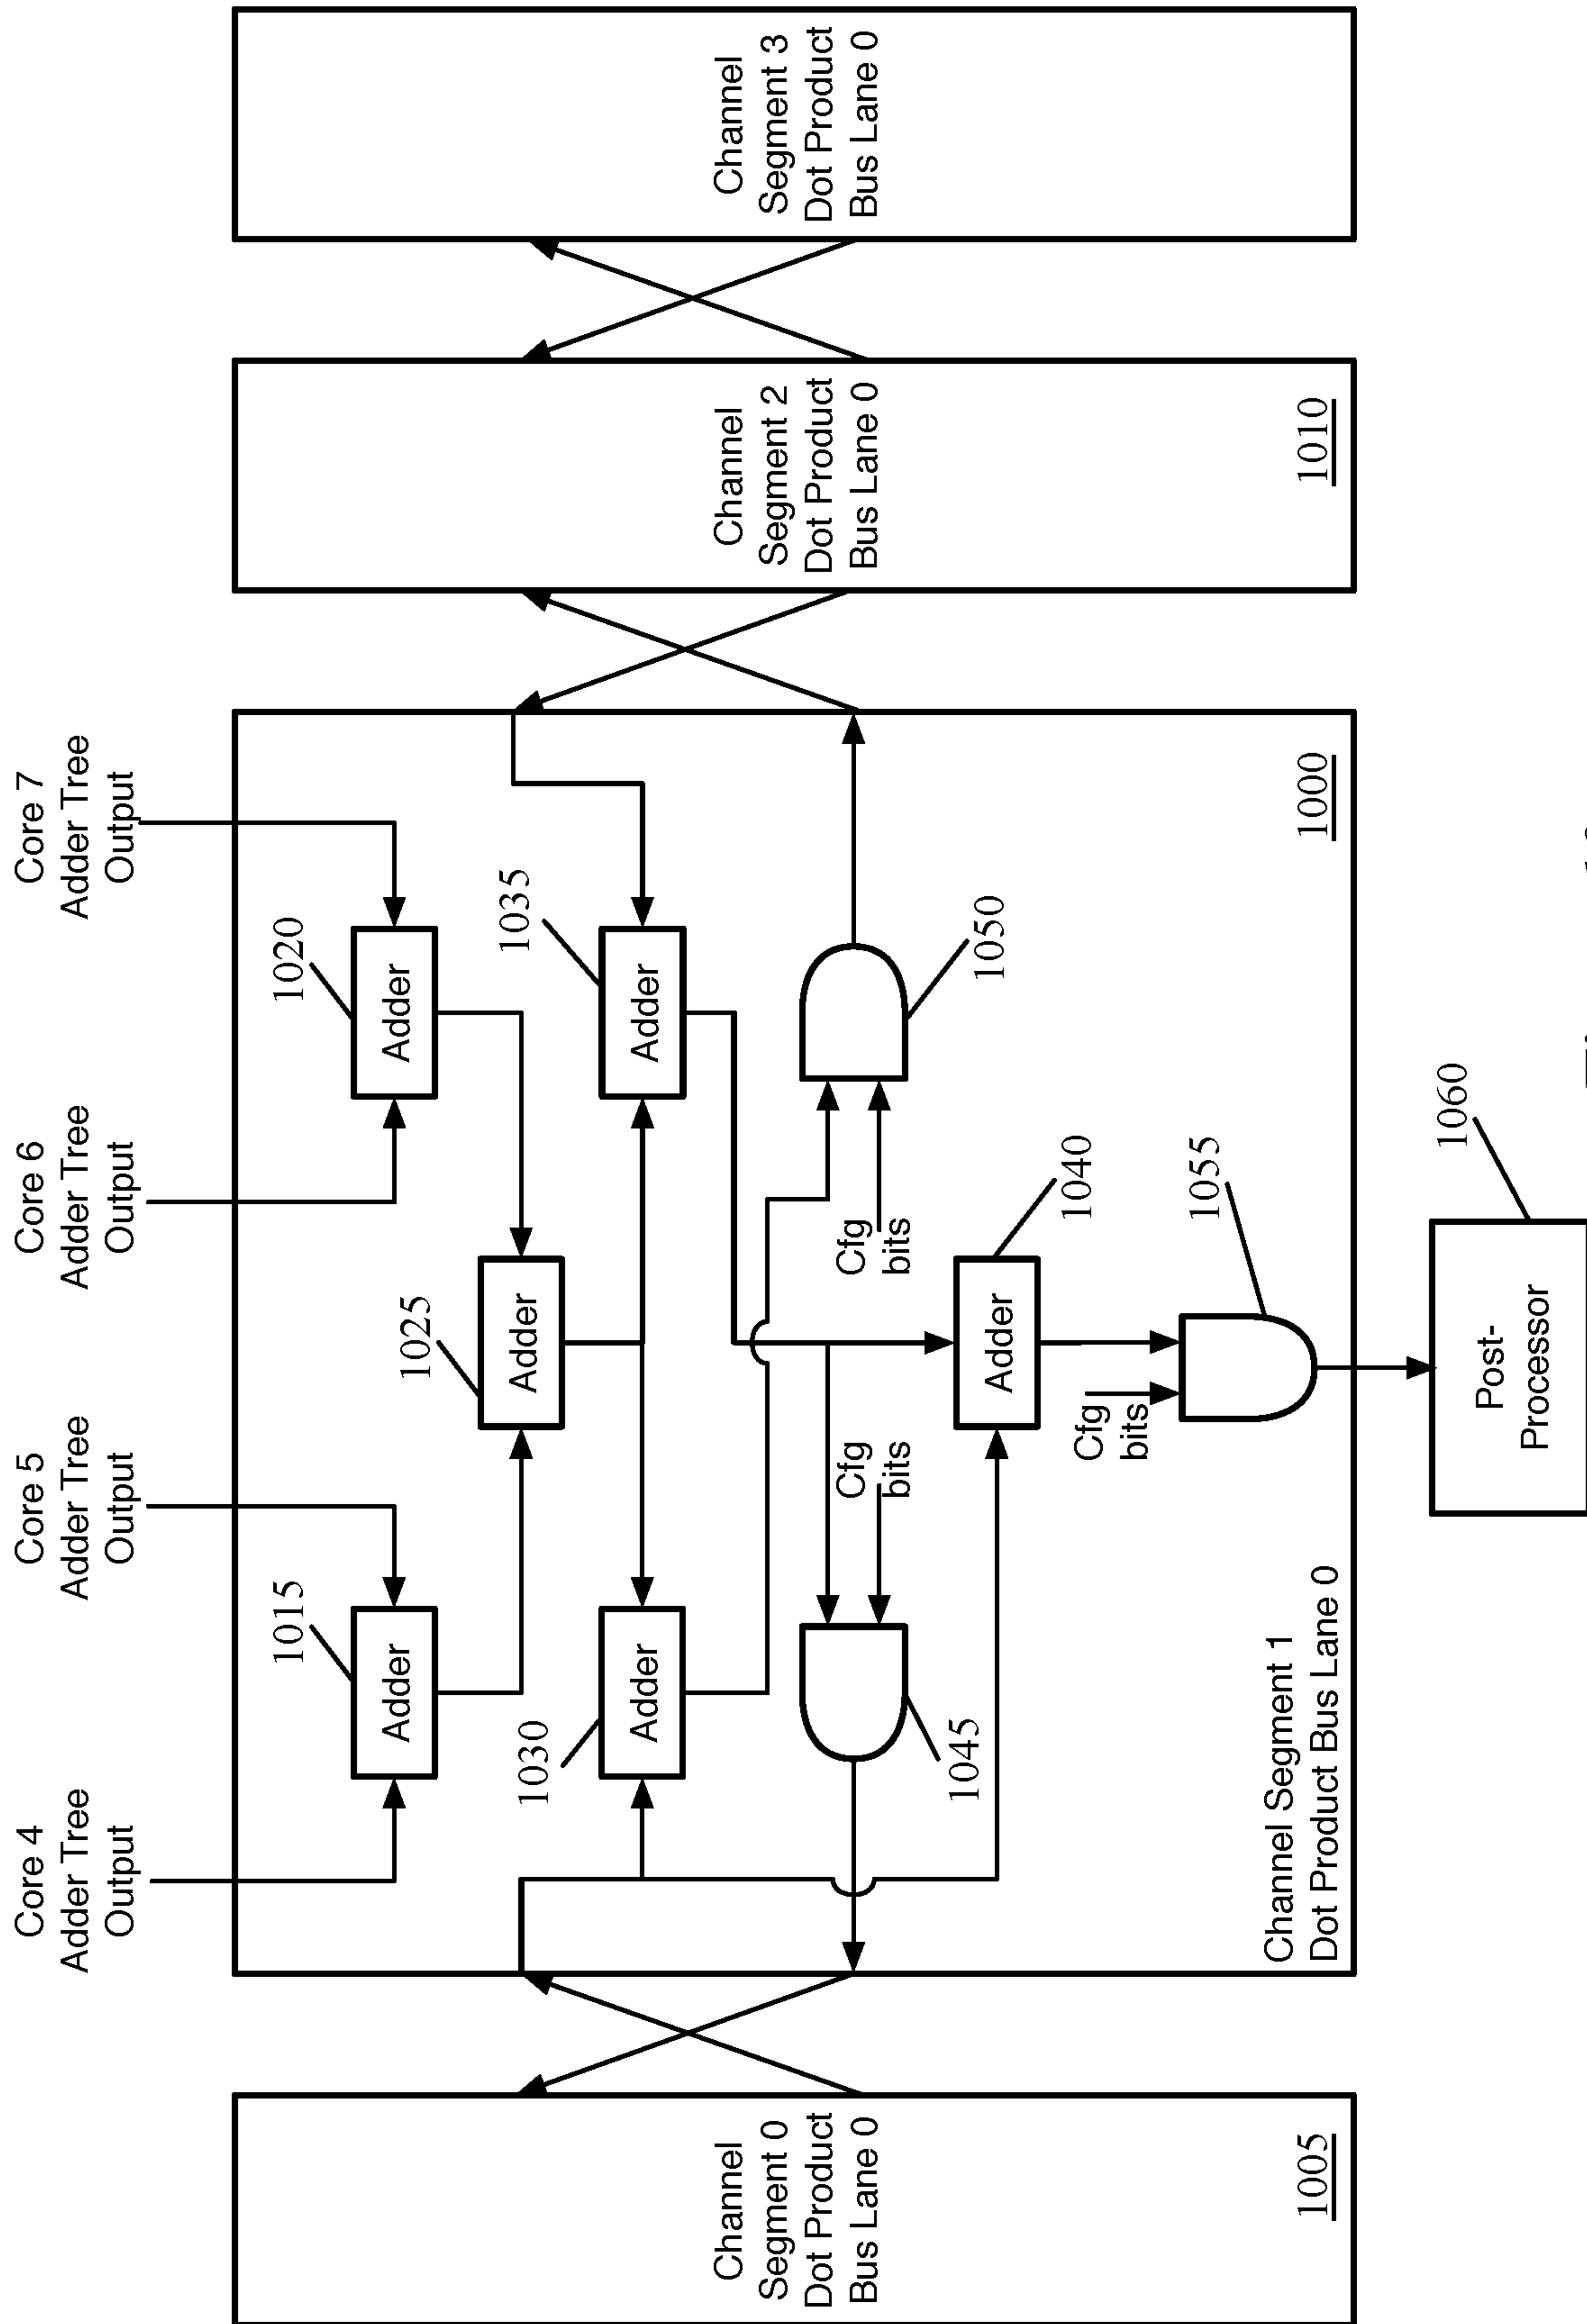 Core 4
Adder Tree
Output
Core 5
Adder Tree
Output
Core 6
Adder Tree
Output
Core 7
Adder Tree
Output
Channel
Segment 0
Dot Product
Bus Lane 0
1005
1015
Adder
1020
Adder
1025
Adder
1030
Adder
1035
Adder
1045
Cfg
bits
Cfg
bits
1050
Adder
1040
Cfg
bits
1055
Channel Segment 1
Dot Product Bus Lane 0
1000
Channel
Segment 2
Dot Product
Bus Lane 0
1010
Channel
Segment 3
Dot Product
Bus Lane 0
Post-
Processor
1060